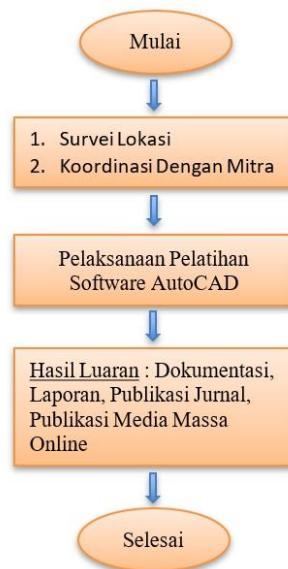 Mulai
1. Survei Lokasi
2. Koordinasi Dengan Mitra
Pelaksanaan Pelatihan
Software AutoCAD
Hasil Luaran : Dokumentasi,
Laporan, Publikasi Jurnal,
Publikasi Media Massa
Online
Selesai